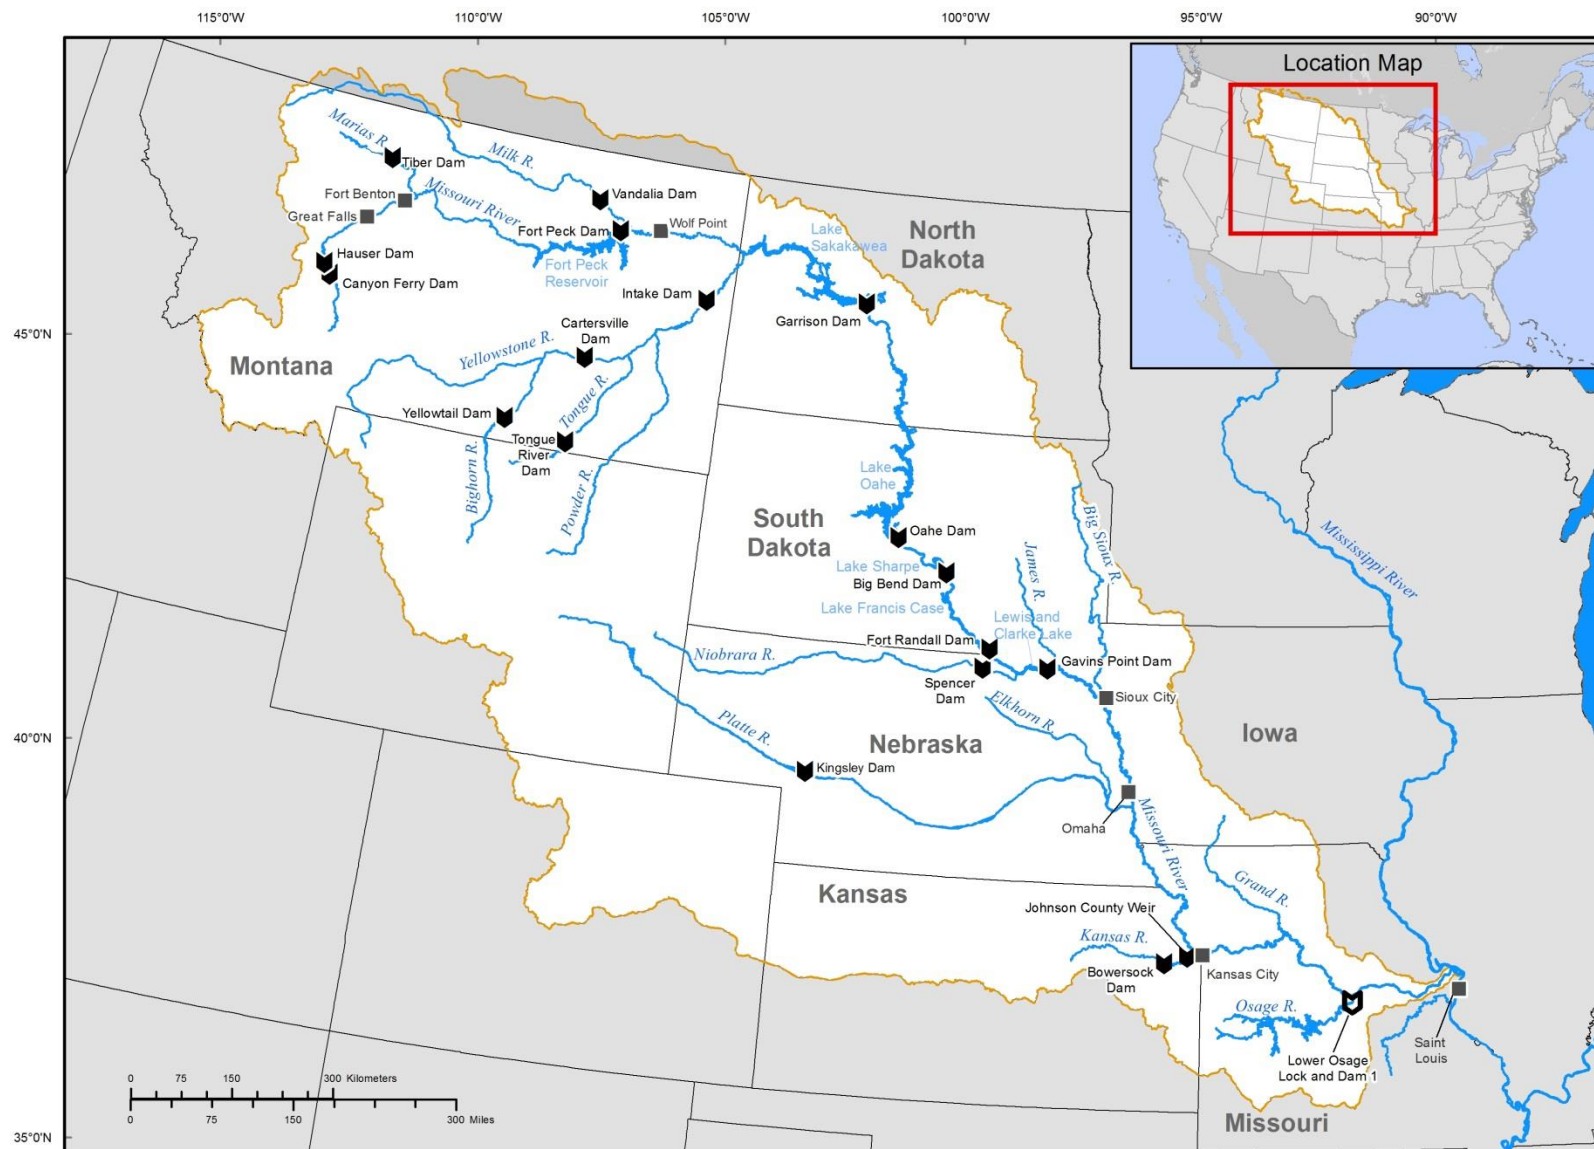 115°0'W
110°0'W
105°0'W
100°0'W
95°0'W
90°0'W
Location Map
Marias R.
Tiber Dam
Milk R.
Fort Benton
Great Falls
Missouri River
Vandalia Dam
Fort Peck Dam
Wolf Point
Lake
Sakakawea
North
Dakota
Hauser Dam
Canyon Ferry Dam
Fort Peck
Reservoir
Intake Dam
Garrison Dam
45°0'N
Cartersville
Dam
Yellowstone R.
Montana
Tongue R.
Yellowtail Dam
Tongue
River
Dam
Bighorn R.
Powder R.
Lake
Oahe
South
Dakota
Oahe Dam
Big Sioux R.
James R.
Mississippi River
Lake Sharpe
Big Bend Dam
Lake Francis Case
Lewis and
Clarke Lake
Fort Randall Dam
Niobrara R.
Gavins Point Dam
Spencer
Dam
Sioux City
Elkhorn R.
Platte R.
40°0'N
Nebraska
Iowa
Kingsley Dam
Omaha
Missouri River
Kansas
Grand R.
Johnson County Weir
Kansas R.
Bowersock
Dam
Kansas City
Osage R.
Saint
Louis
Lower Osage
Lock and Dam 1
0 75 150 300 Kilometers
0 75 150 300 Miles
Missouri
35°0'N